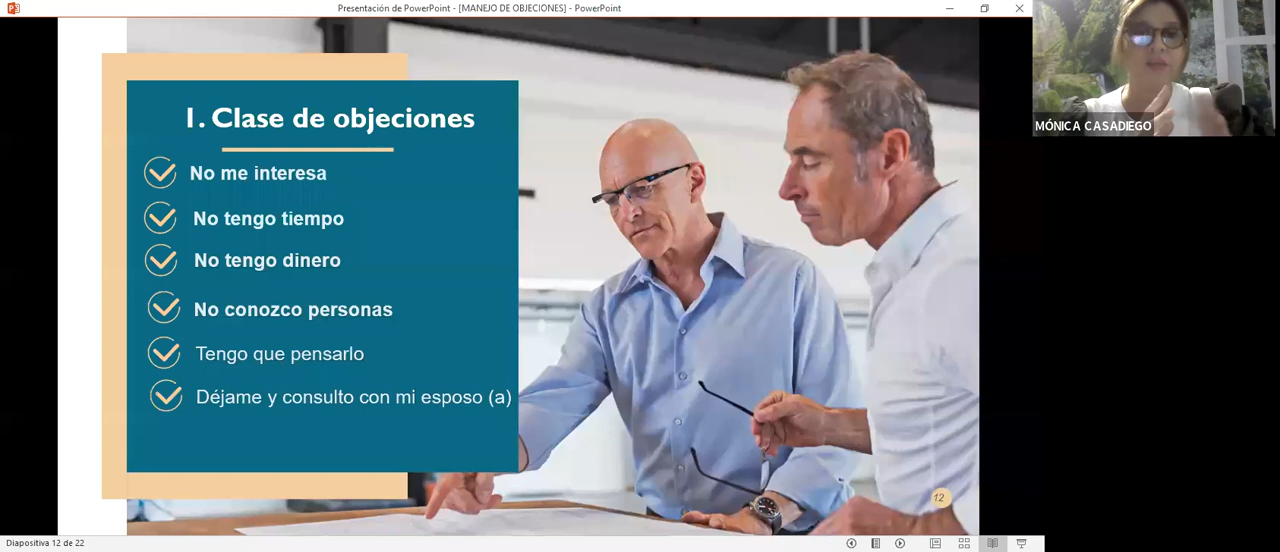 Presentación de PowerPoint - [MANEJO DE OBJECIONES] - PowerPoint
1. Clase de objeciones
No me interesa
No tengo tiempo
No tengo dinero
No conozco personas
Tengo que pensarlo
Déjame y consulto con mi esposo (a)
12
MÓNICA CASADIEGO
Diapositiva 12 de 22